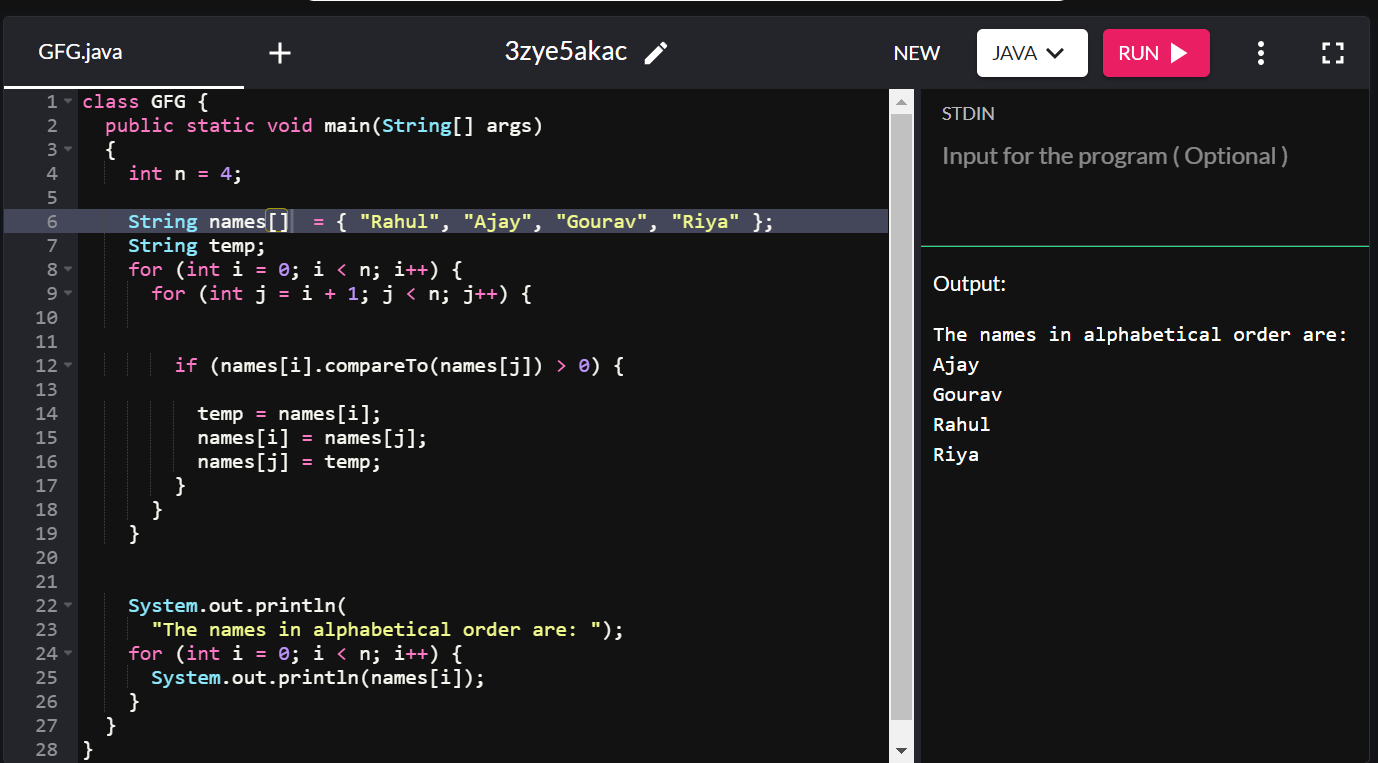 GFG.java
3zye5akac
NEW
JAVA
RUN
1 class GFG {
2   public static void main(String[] args)
3   {
4     int n = 4;
5
6     String names[]  = { "Rahul", "Ajay", "Gourav", "Riya" };
7     String temp;
8     for (int i = 0; i < n; i++) {
9       for (int j = i + 1; j < n; j++) {
10
11
12         if (names[i].compareTo(names[j]) > 0) {
13
14           temp = names[i];
15           names[i] = names[j];
16           names[j] = temp;
17         }
18       }
19     }
20
21
22     System.out.println(
23       "The names in alphabetical order are: ");
24     for (int i = 0; i < n; i++) {
25       System.out.println(names[i]);
26     }
27   }
28 }
STDIN
Input for the program ( Optional )
Output:
The names in alphabetical order are:
Ajay
Gourav
Rahul
Riya